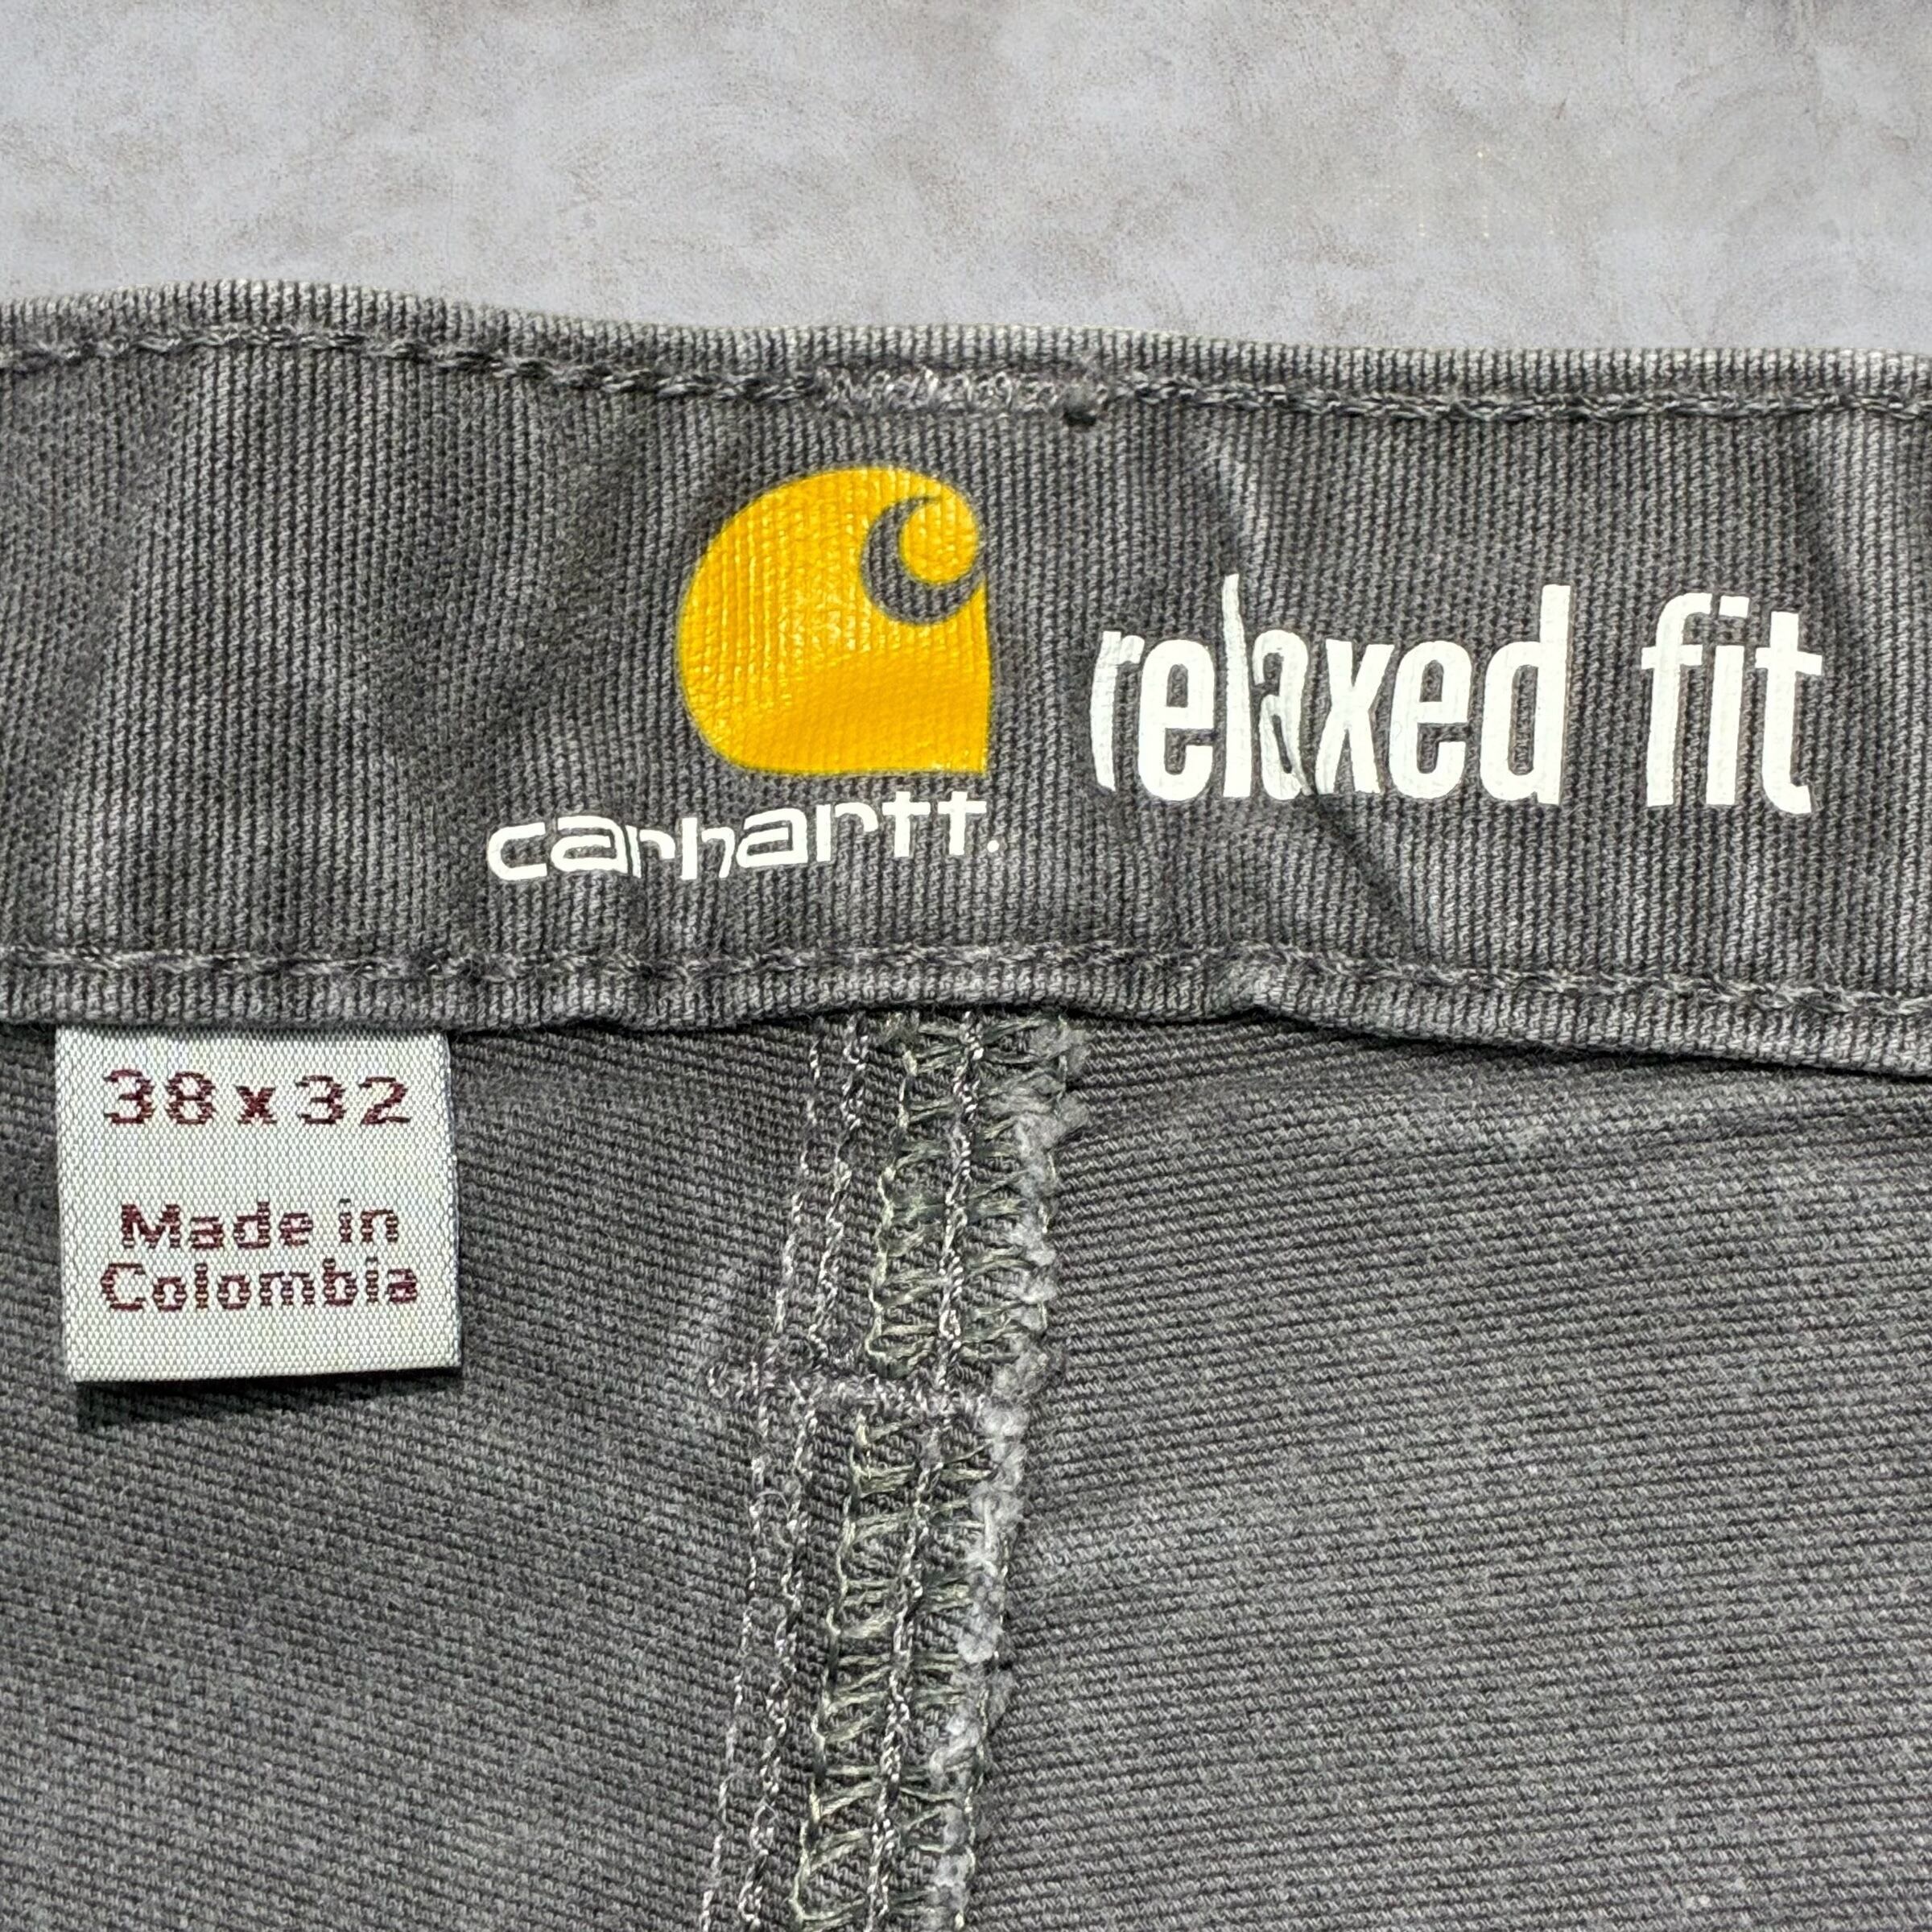 relaxed fit
carhartt.
38x32
Made in
Colombia